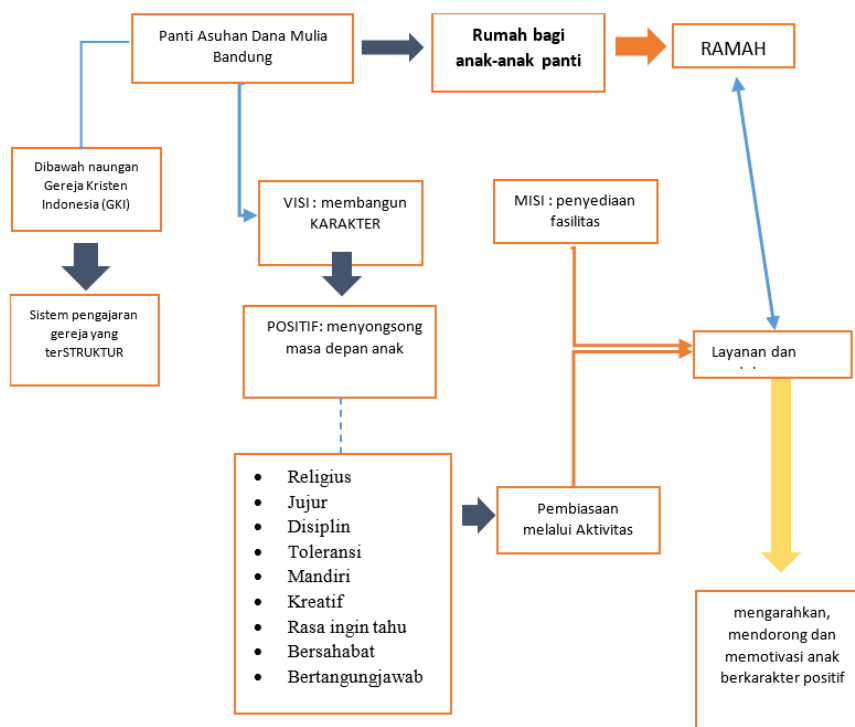 Panti Asuhan Dana Mulia
Bandung
Rumah bagi
anak-anak panti
RAMAH
Dibawah naungan
Gereja Kristen
Indonesia (GKI)
VISI : membangun
KARAKTER
MISI : penyediaan
fasilitas
Sistem pengajaran
gereja yang
terSTRUKTUR
POSITIF: menyongsong
masa depan anak
Layanan dan
• Religius
• Jujur
• Disiplin
• Toleransi
• Mandiri
• Kreatif
• Rasa ingin tahu
• Bersahabat
• Bertangungjawab
Pembiasaan
melalui Aktivitas
mengarahkan,
mendorong dan
memotivasi anak
berkarakter positif